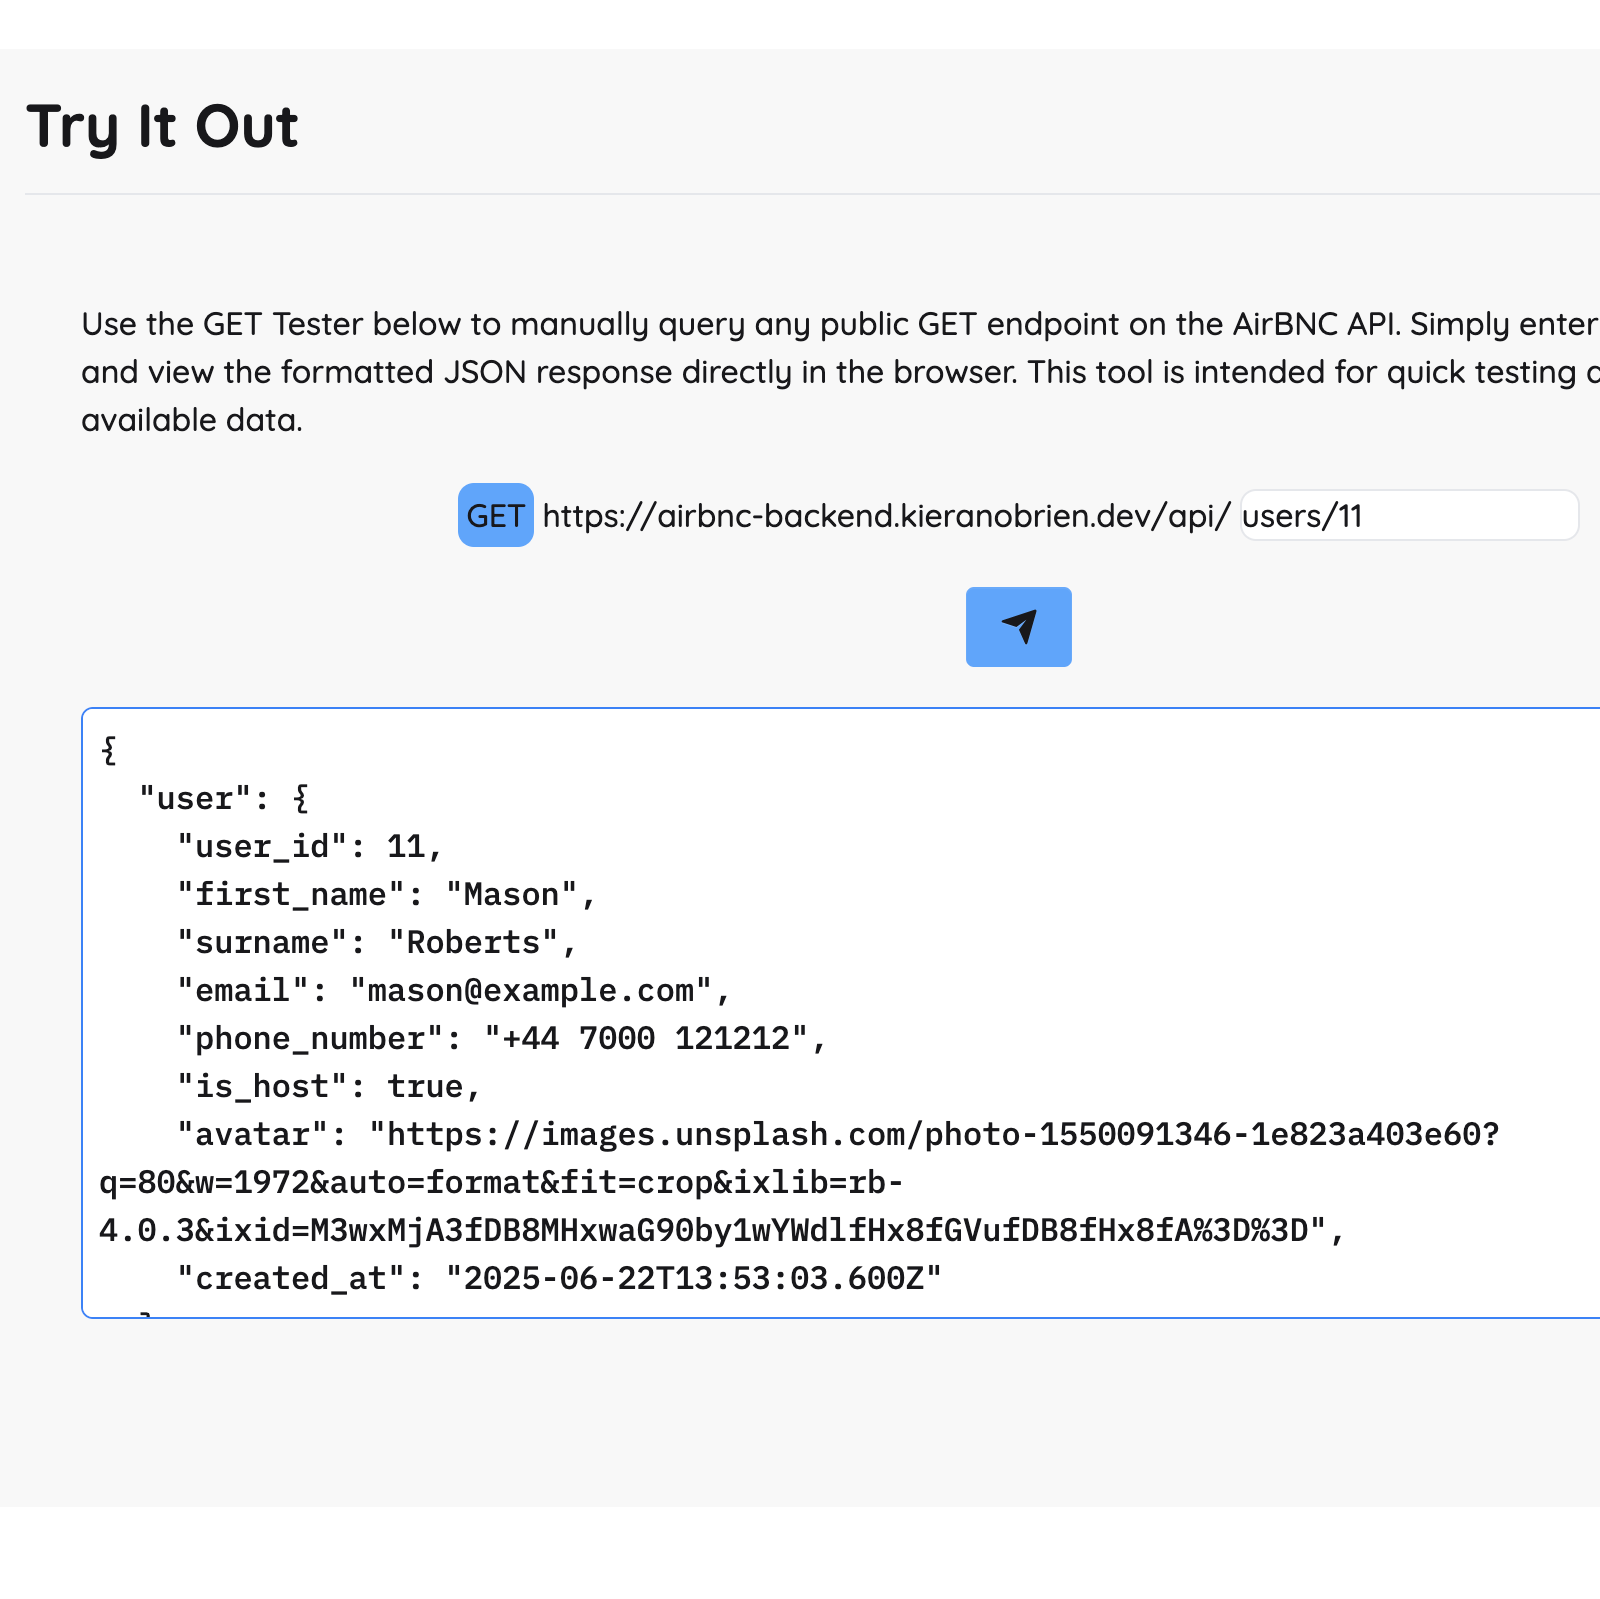 Try It Out
Use the GET Tester below to manually query any public GET endpoint on the AirBNC API. Simply enter
and view the formatted JSON response directly in the browser. This tool is intended for quick testing
available data.
GET https://airbnc-backend.kieranobrien.dev/api/ users/11
{
  "user": {
    "user_id": 11,
    "first_name": "Mason",
    "surname": "Roberts",
    "email": "mason@example.com",
    "phone_number": "+44 7000 121212",
    "is_host": true,
    "avatar": "https://images.unsplash.com/photo-1550091346-1e823a403e60?
q=80&w=1972&auto=format&fit=crop&ixlib=rb-
4.0.3&ixid=M3wxMjA3fDB8MHxwaG90by1wYWdlfHx8fGVufDB8fHx8fA%3D%3D",
    "created_at": "2025-06-22T13:53:03.600Z"